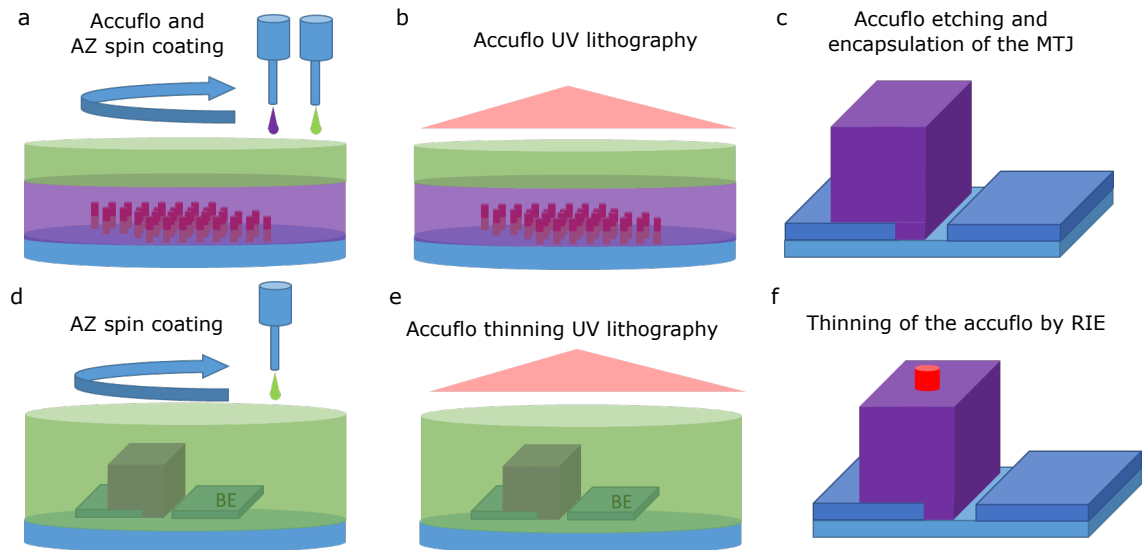 a
Accuflo and
AZ spin coating
b
Accuflo UV lithography
c
Accuflo etching and
encapsulation of the MTJ
d
AZ spin coating
BE
e
Accuflo thinning UV lithography
BE
f
Thinning of the accuflo by RIE